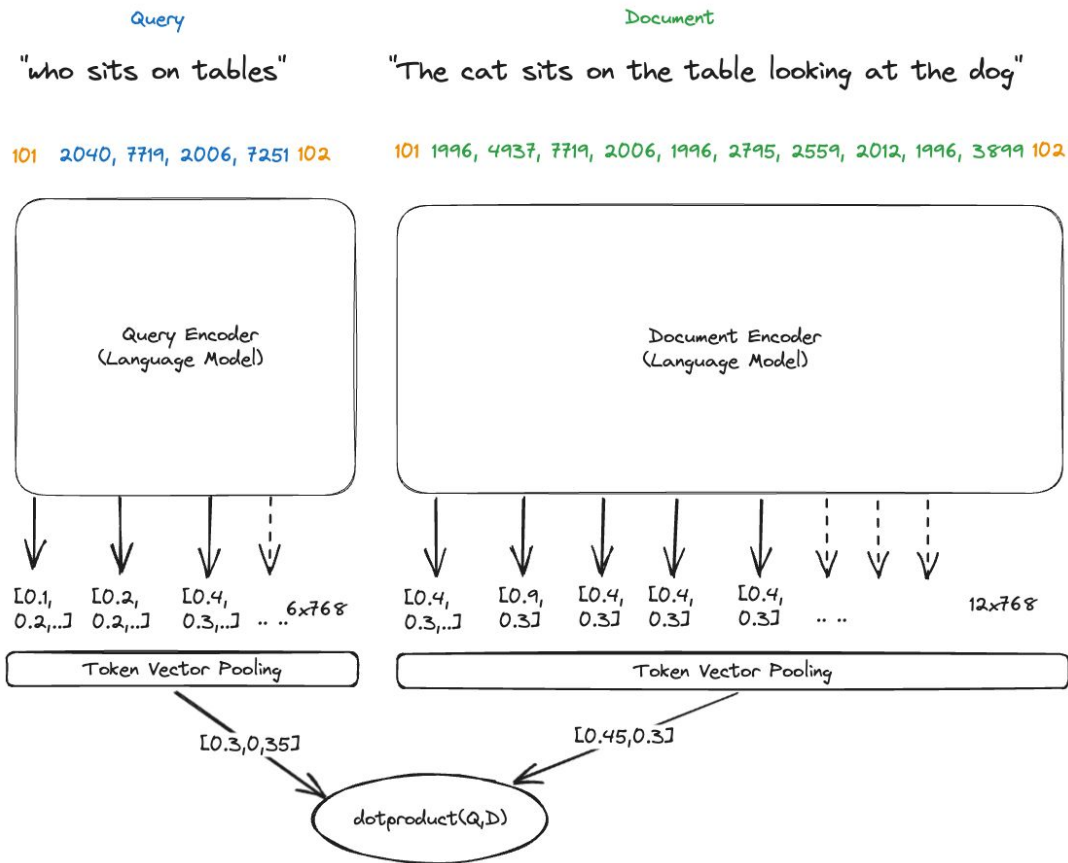 Query
"who sits on tables"
101 2040, 7719, 2006, 7251 102
Query Encoder
(Language Model)
[0.1,
0.2,..]
[0.2,
0.2,..]
[0.4,
0.3,..]
.. ..
6x768
Token Vector Pooling
[0.3,0,35]
Document
"The cat sits on the table looking at the dog"
101 1996, 4937, 7719, 2006, 1996, 2795, 2559, 2012, 1996, 3899 102
Document Encoder
(Language Model)
[0.4,
0.3,..]
[0.9,
0.3]
[0.4,
0.3]
[0.4,
0.3]
[0.4,
0.3]
.. ..
12x768
Token Vector Pooling
[0.45,0.3]
dotproduct(Q,D)